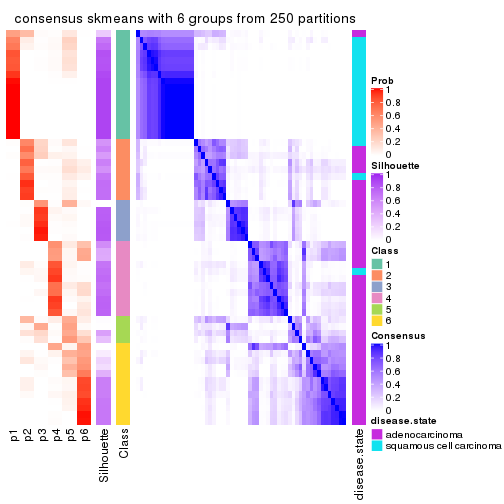 consensus skmeans with 6 groups from 250 partitions
Prob
1
0.8
0.6
0.4
0.2
0
Silhouette
1
0.8
0.6
0.4
0.2
0
Class
1
2
3
4
5
6
Consensus
1
0.8
0.6
0.4
0.2
0
disease.state
adenocarcinoma
squamous cell carcinoma
p1
p2
p3
p4
p5
p6
Silhouette
Class
disease.state